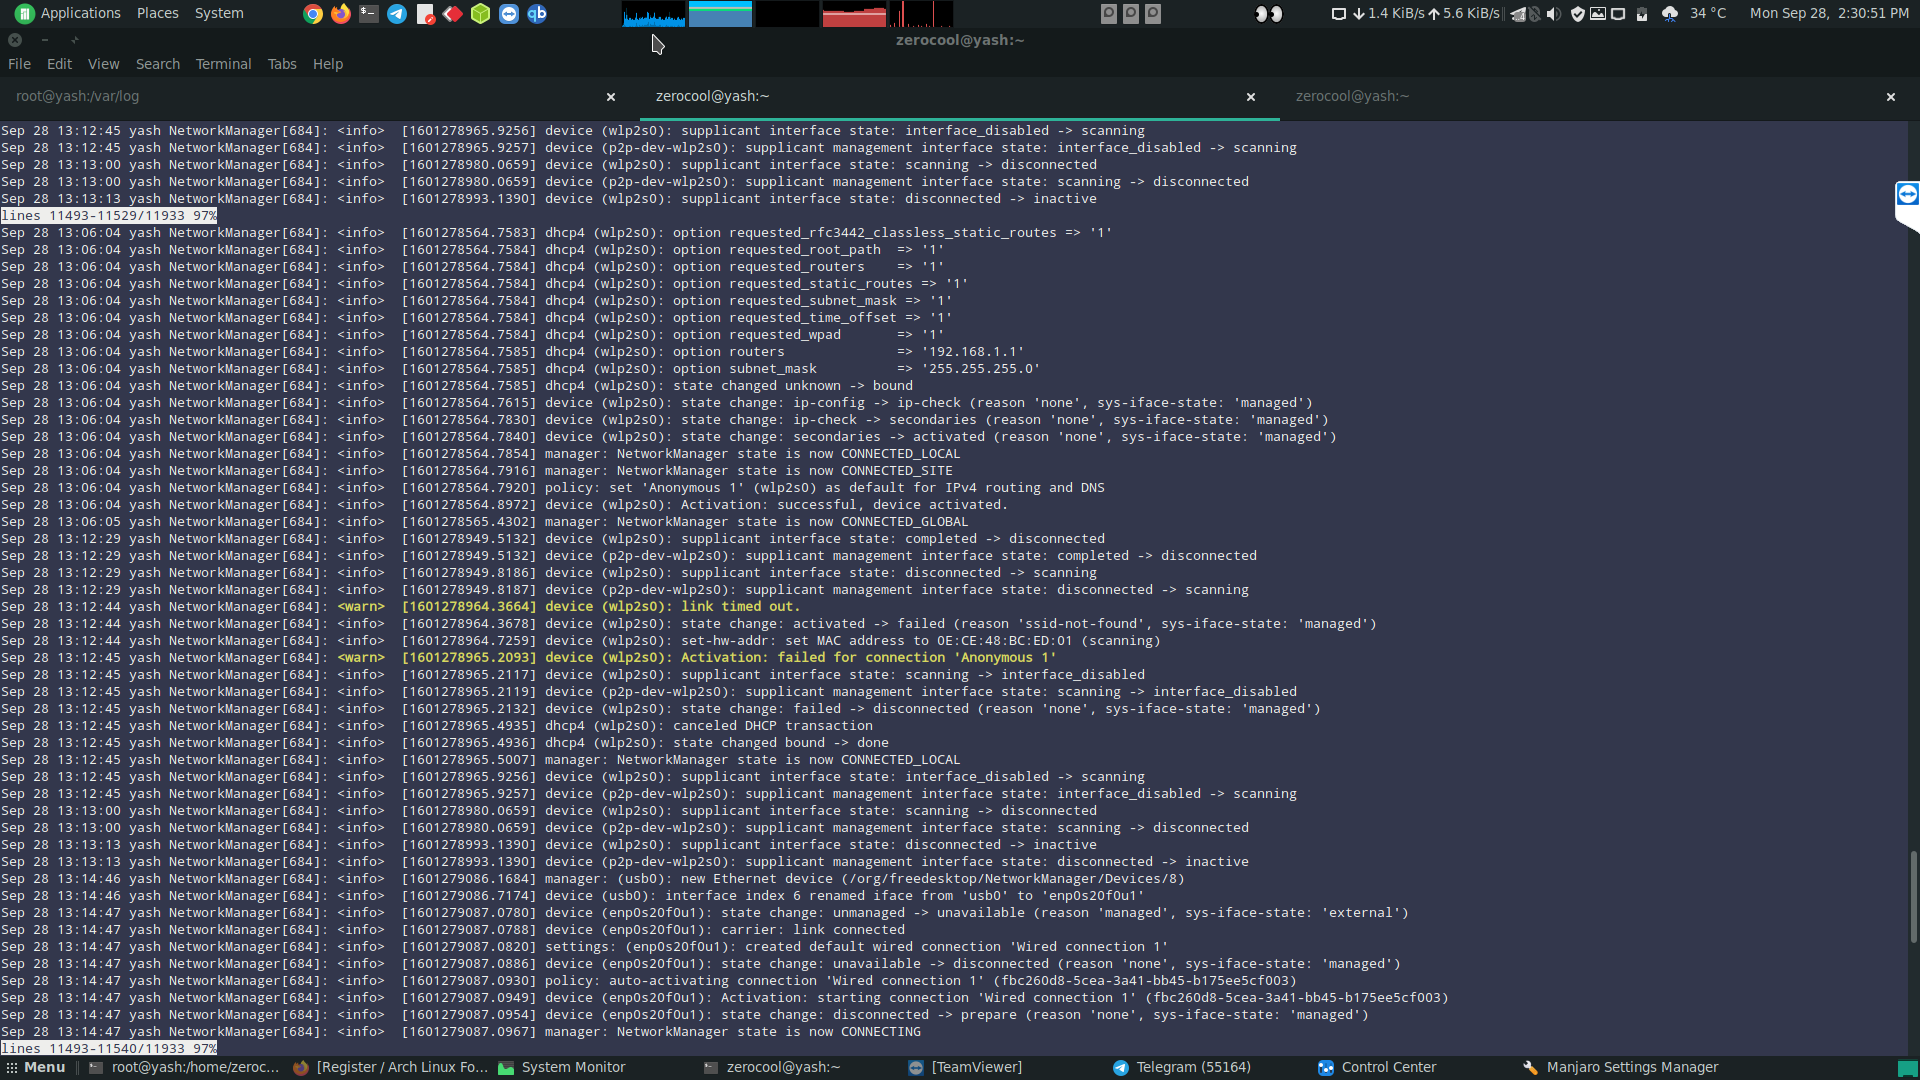 Applications Places System
1.4 KiB/s 5.6 KiB/s 34 °C Mon Sep 28, 2:30:51 PM
zerocool@yash:~
File Edit View Search Terminal Tabs Help
root@yash:/var/log zerocool@yash:~ zerocool@yash:~
Sep 28 13:12:45 yash NetworkManager[684]: <info>  [1601278965.9256] device (wlp2s0): supplicant interface state: interface_disabled -> scanning
Sep 28 13:12:45 yash NetworkManager[684]: <info>  [1601278965.9257] device (p2p-dev-wlp2s0): supplicant management interface state: interface_disabled -> scanning
Sep 28 13:13:00 yash NetworkManager[684]: <info>  [1601278980.0659] device (wlp2s0): supplicant interface state: scanning -> disconnected
Sep 28 13:13:00 yash NetworkManager[684]: <info>  [1601278980.0659] device (p2p-dev-wlp2s0): supplicant management interface state: scanning -> disconnected
Sep 28 13:13:13 yash NetworkManager[684]: <info>  [1601278993.1390] device (wlp2s0): supplicant interface state: disconnected -> inactive
lines 11493-11529/11933 97%
Sep 28 13:06:04 yash NetworkManager[684]: <info>  [1601278564.7583] dhcp4 (wlp2s0): option requested_rfc3442_classless_static_routes => '1'
Sep 28 13:06:04 yash NetworkManager[684]: <info>  [1601278564.7584] dhcp4 (wlp2s0): option requested_root_path  => '1'
Sep 28 13:06:04 yash NetworkManager[684]: <info>  [1601278564.7584] dhcp4 (wlp2s0): option requested_routers    => '1'
Sep 28 13:06:04 yash NetworkManager[684]: <info>  [1601278564.7584] dhcp4 (wlp2s0): option requested_static_routes => '1'
Sep 28 13:06:04 yash NetworkManager[684]: <info>  [1601278564.7584] dhcp4 (wlp2s0): option requested_subnet_mask => '1'
Sep 28 13:06:04 yash NetworkManager[684]: <info>  [1601278564.7584] dhcp4 (wlp2s0): option requested_time_offset => '1'
Sep 28 13:06:04 yash NetworkManager[684]: <info>  [1601278564.7584] dhcp4 (wlp2s0): option requested_wpad       => '1'
Sep 28 13:06:04 yash NetworkManager[684]: <info>  [1601278564.7585] dhcp4 (wlp2s0): option routers              => '192.168.1.1'
Sep 28 13:06:04 yash NetworkManager[684]: <info>  [1601278564.7585] dhcp4 (wlp2s0): option subnet_mask          => '255.255.255.0'
Sep 28 13:06:04 yash NetworkManager[684]: <info>  [1601278564.7585] dhcp4 (wlp2s0): state changed unknown -> bound
Sep 28 13:06:04 yash NetworkManager[684]: <info>  [1601278564.7615] device (wlp2s0): state change: ip-config -> ip-check (reason 'none', sys-iface-state: 'managed')
Sep 28 13:06:04 yash NetworkManager[684]: <info>  [1601278564.7830] device (wlp2s0): state change: ip-check -> secondaries (reason 'none', sys-iface-state: 'managed')
Sep 28 13:06:04 yash NetworkManager[684]: <info>  [1601278564.7840] device (wlp2s0): state change: secondaries -> activated (reason 'none', sys-iface-state: 'managed')
Sep 28 13:06:04 yash NetworkManager[684]: <info>  [1601278564.7854] manager: NetworkManager state is now CONNECTED_LOCAL
Sep 28 13:06:04 yash NetworkManager[684]: <info>  [1601278564.7916] manager: NetworkManager state is now CONNECTED_SITE
Sep 28 13:06:04 yash NetworkManager[684]: <info>  [1601278564.7920] policy: set 'Anonymous 1' (wlp2s0) as default for IPv4 routing and DNS
Sep 28 13:06:04 yash NetworkManager[684]: <info>  [1601278564.8972] device (wlp2s0): Activation: successful, device activated.
Sep 28 13:06:05 yash NetworkManager[684]: <info>  [1601278565.4302] manager: NetworkManager state is now CONNECTED_GLOBAL
Sep 28 13:12:29 yash NetworkManager[684]: <info>  [1601278949.5132] device (wlp2s0): supplicant interface state: completed -> disconnected
Sep 28 13:12:29 yash NetworkManager[684]: <info>  [1601278949.5132] device (p2p-dev-wlp2s0): supplicant management interface state: completed -> disconnected
Sep 28 13:12:29 yash NetworkManager[684]: <info>  [1601278949.8186] device (wlp2s0): supplicant interface state: disconnected -> scanning
Sep 28 13:12:29 yash NetworkManager[684]: <info>  [1601278949.8187] device (p2p-dev-wlp2s0): supplicant management interface state: disconnected -> scanning
Sep 28 13:12:44 yash NetworkManager[684]: <warn>  [1601278964.3664] device (wlp2s0): link timed out.
Sep 28 13:12:44 yash NetworkManager[684]: <info>  [1601278964.3678] device (wlp2s0): state change: activated -> failed (reason 'ssid-not-found', sys-iface-state: 'managed')
Sep 28 13:12:44 yash NetworkManager[684]: <info>  [1601278964.7259] device (wlp2s0): set-hw-addr: set MAC address to 0E:CE:48:BC:ED:01 (scanning)
Sep 28 13:12:45 yash NetworkManager[684]: <warn>  [1601278965.2093] device (wlp2s0): Activation: failed for connection 'Anonymous 1'
Sep 28 13:12:45 yash NetworkManager[684]: <info>  [1601278965.2117] device (wlp2s0): supplicant interface state: scanning -> interface_disabled
Sep 28 13:12:45 yash NetworkManager[684]: <info>  [1601278965.2119] device (p2p-dev-wlp2s0): supplicant management interface state: scanning -> interface_disabled
Sep 28 13:12:45 yash NetworkManager[684]: <info>  [1601278965.2132] device (wlp2s0): state change: failed -> disconnected (reason 'none', sys-iface-state: 'managed')
Sep 28 13:12:45 yash NetworkManager[684]: <info>  [1601278965.4935] dhcp4 (wlp2s0): canceled DHCP transaction
Sep 28 13:12:45 yash NetworkManager[684]: <info>  [1601278965.4936] dhcp4 (wlp2s0): state changed bound -> done
Sep 28 13:12:45 yash NetworkManager[684]: <info>  [1601278965.5007] manager: NetworkManager state is now CONNECTED_LOCAL
Sep 28 13:12:45 yash NetworkManager[684]: <info>  [1601278965.9256] device (wlp2s0): supplicant interface state: interface_disabled -> scanning
Sep 28 13:12:45 yash NetworkManager[684]: <info>  [1601278965.9257] device (p2p-dev-wlp2s0): supplicant management interface state: interface_disabled -> scanning
Sep 28 13:13:00 yash NetworkManager[684]: <info>  [1601278980.0659] device (wlp2s0): supplicant interface state: scanning -> disconnected
Sep 28 13:13:00 yash NetworkManager[684]: <info>  [1601278980.0659] device (p2p-dev-wlp2s0): supplicant management interface state: scanning -> disconnected
Sep 28 13:13:13 yash NetworkManager[684]: <info>  [1601278993.1390] device (wlp2s0): supplicant interface state: disconnected -> inactive
Sep 28 13:13:13 yash NetworkManager[684]: <info>  [1601278993.1390] device (p2p-dev-wlp2s0): supplicant management interface state: disconnected -> inactive
Sep 28 13:14:46 yash NetworkManager[684]: <info>  [1601279086.1684] manager: (usb0): new Ethernet device (/org/freedesktop/NetworkManager/Devices/8)
Sep 28 13:14:46 yash NetworkManager[684]: <info>  [1601279086.7174] device (usb0): interface index 6 renamed iface from 'usb0' to 'enp0s20f0u1'
Sep 28 13:14:47 yash NetworkManager[684]: <info>  [1601279087.0780] device (enp0s20f0u1): state change: unmanaged -> unavailable (reason 'managed', sys-iface-state: 'external')
Sep 28 13:14:47 yash NetworkManager[684]: <info>  [1601279087.0788] device (enp0s20f0u1): carrier: link connected
Sep 28 13:14:47 yash NetworkManager[684]: <info>  [1601279087.0820] settings: (enp0s20f0u1): created default wired connection 'Wired connection 1'
Sep 28 13:14:47 yash NetworkManager[684]: <info>  [1601279087.0886] device (enp0s20f0u1): state change: unavailable -> disconnected (reason 'none', sys-iface-state: 'managed')
Sep 28 13:14:47 yash NetworkManager[684]: <info>  [1601279087.0930] policy: auto-activating connection 'Wired connection 1' (fbc260d8-5cea-3a41-bb45-b175ee5cf003)
Sep 28 13:14:47 yash NetworkManager[684]: <info>  [1601279087.0949] device (enp0s20f0u1): Activation: starting connection 'Wired connection 1' (fbc260d8-5cea-3a41-bb45-b175ee5cf003)
Sep 28 13:14:47 yash NetworkManager[684]: <info>  [1601279087.0954] device (enp0s20f0u1): state change: disconnected -> prepare (reason 'none', sys-iface-state: 'managed')
Sep 28 13:14:47 yash NetworkManager[684]: <info>  [1601279087.0967] manager: NetworkManager state is now CONNECTING
lines 11493-11540/11933 97%
Menu root@yash:/home/zeroc... [Register / Arch Linux Fo... System Monitor zerocool@yash:~ [TeamViewer] Telegram (55164) Control Center Manjaro Settings Manager